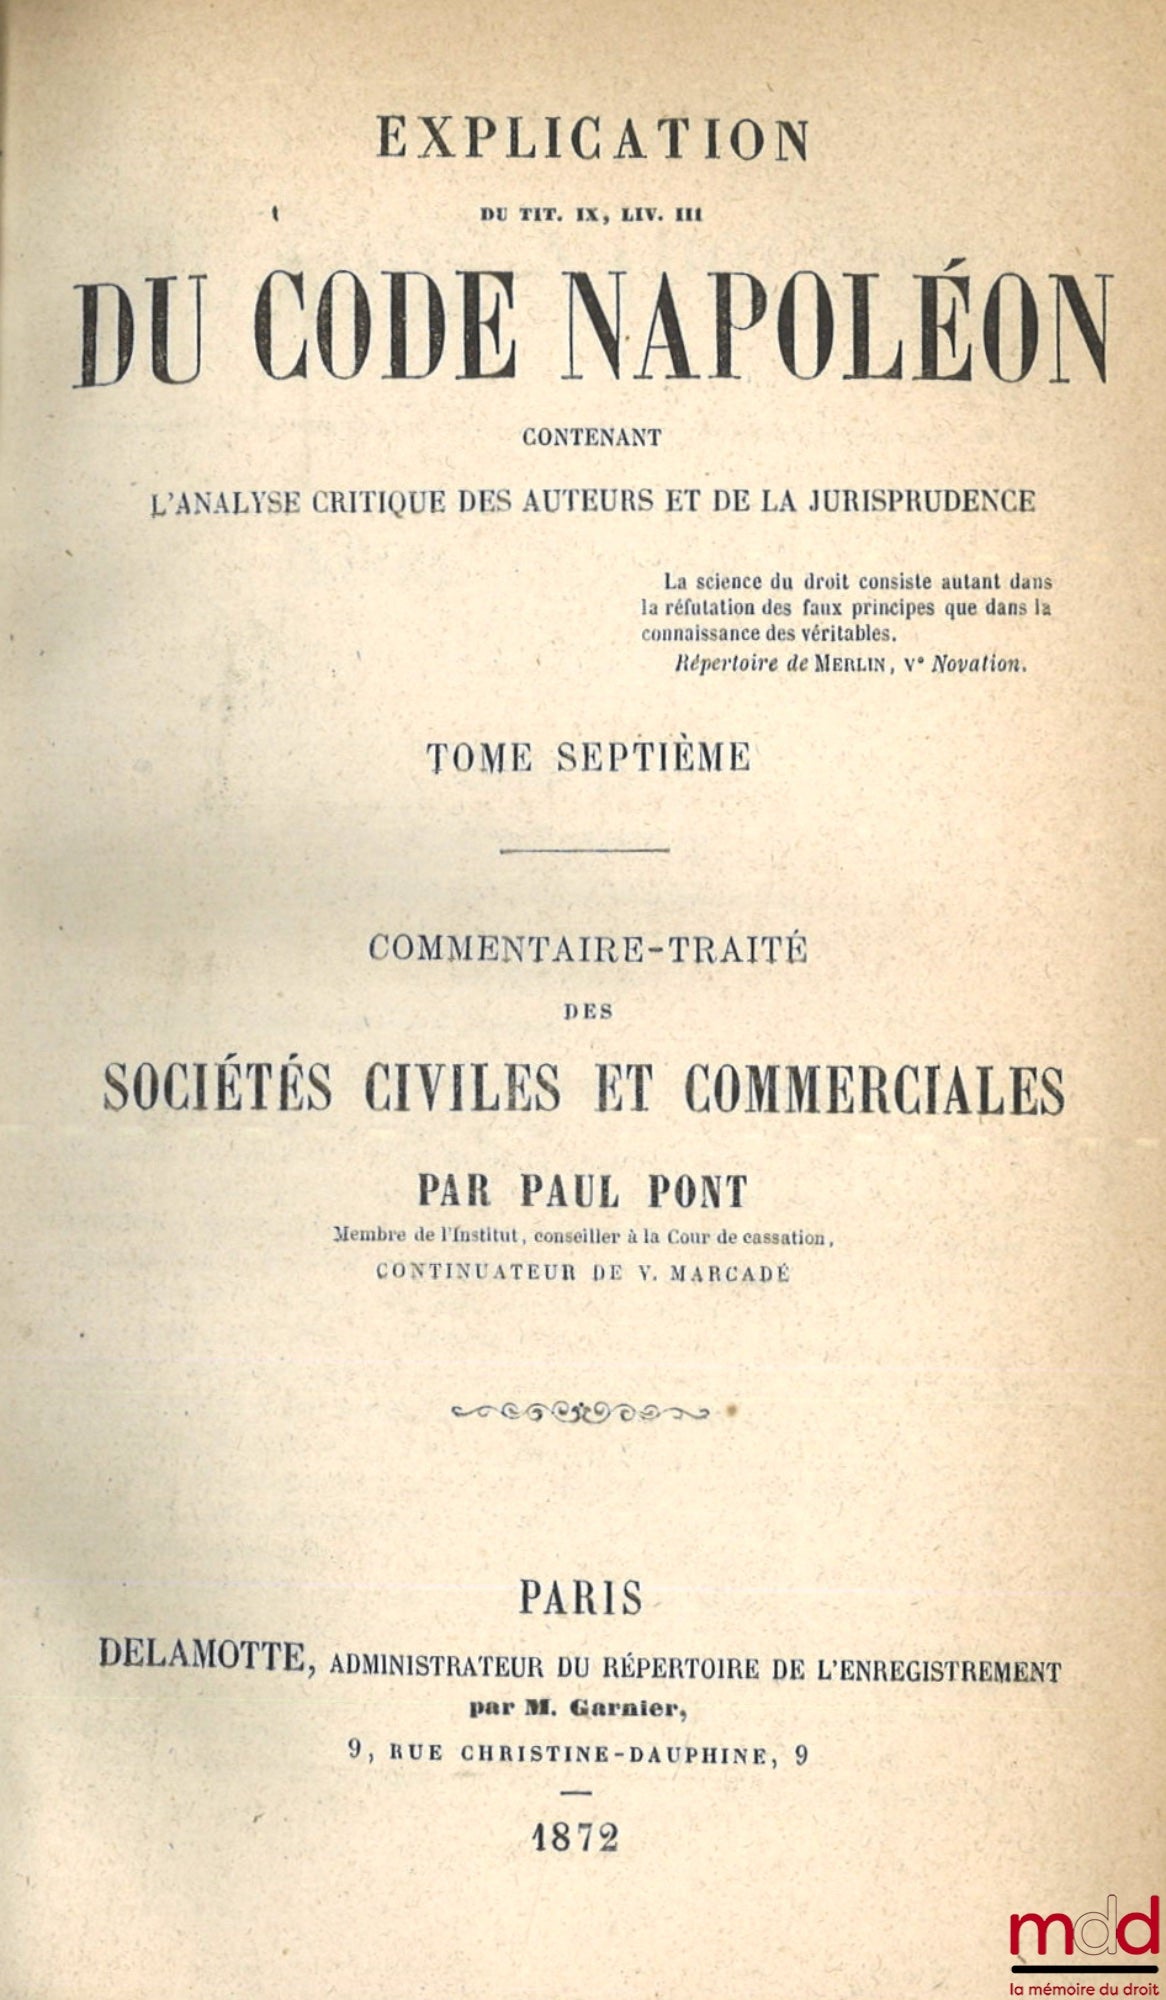 EXPLICATION
DU TIT. IX, LIV. III
DU CODE NAPOLÉON
CONTENANT
L'ANALYSE CRITIQUE DES AUTEURS ET DE LA JURISPRUDENCE
La science du droit consiste autant dans
la réfutation des faux principes que dans la
connaissance des véritables.
Répertoire de MERLIN, v° Novation.
TOME SEPTIÈME
COMMENTAIRE-TRAITÉ
DES
SOCIÉTÉS CIVILES ET COMMERCIALES
PAR PAUL PONT
Membre de l'Institut, conseiller à la Cour de cassation,
CONTINUATEUR DE V. MARCADÉ
PARIS
DELAMOTTE, ADMINISTRATEUR DU RÉPERTOIRE DE L'ENREGISTREMENT
par M. Garnier,
9, RUE CHRISTINE-DAUPHINE, 9
1872
mdd
la mémoire du droit